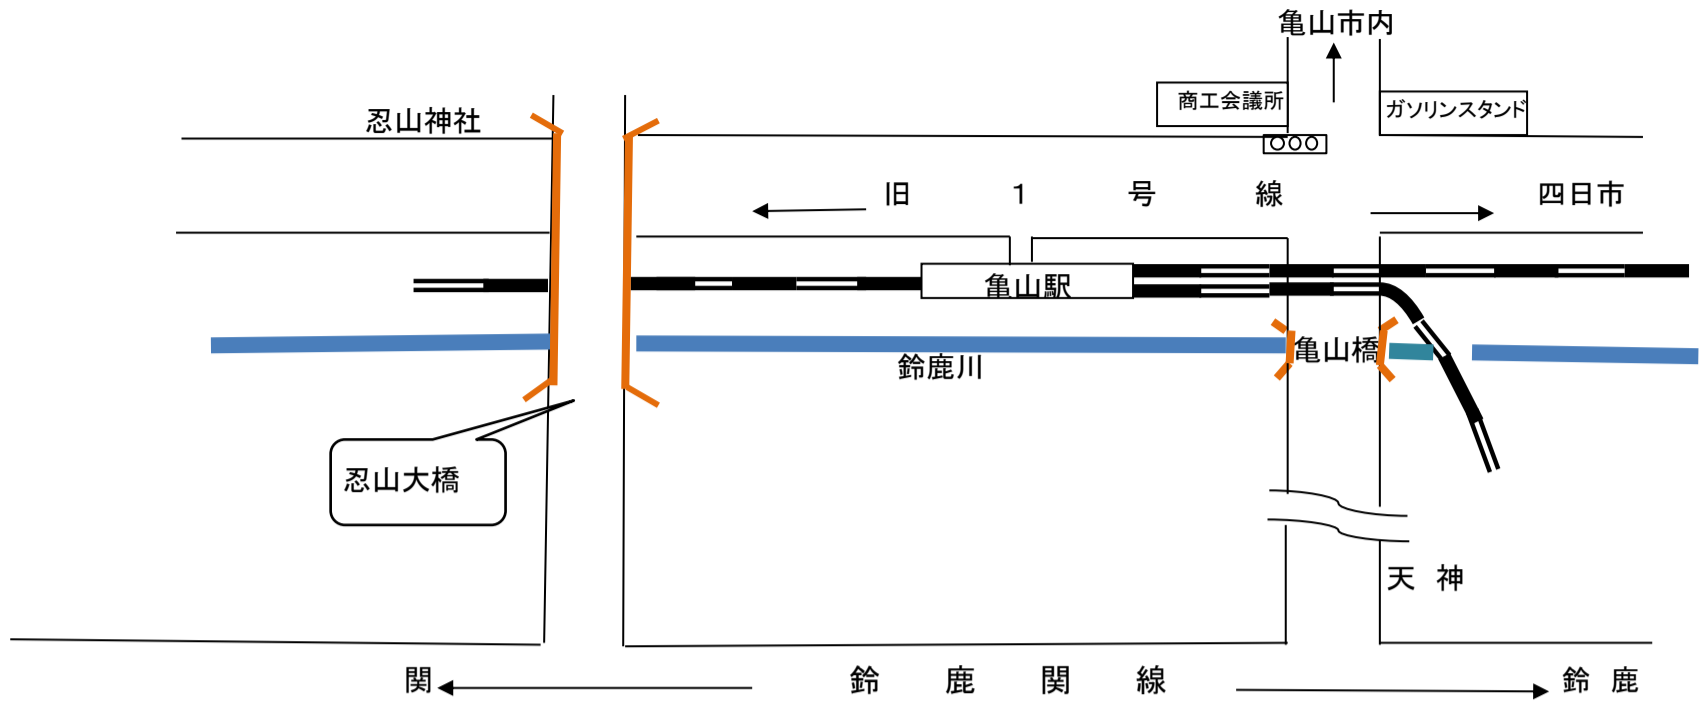 亀山市内
商工会議所
ガソリンスタンド
忍山神社
旧1号線
四日市
亀山駅
亀山橋
鈴鹿川
忍山大橋
天神
関
鈴鹿関線
鈴鹿